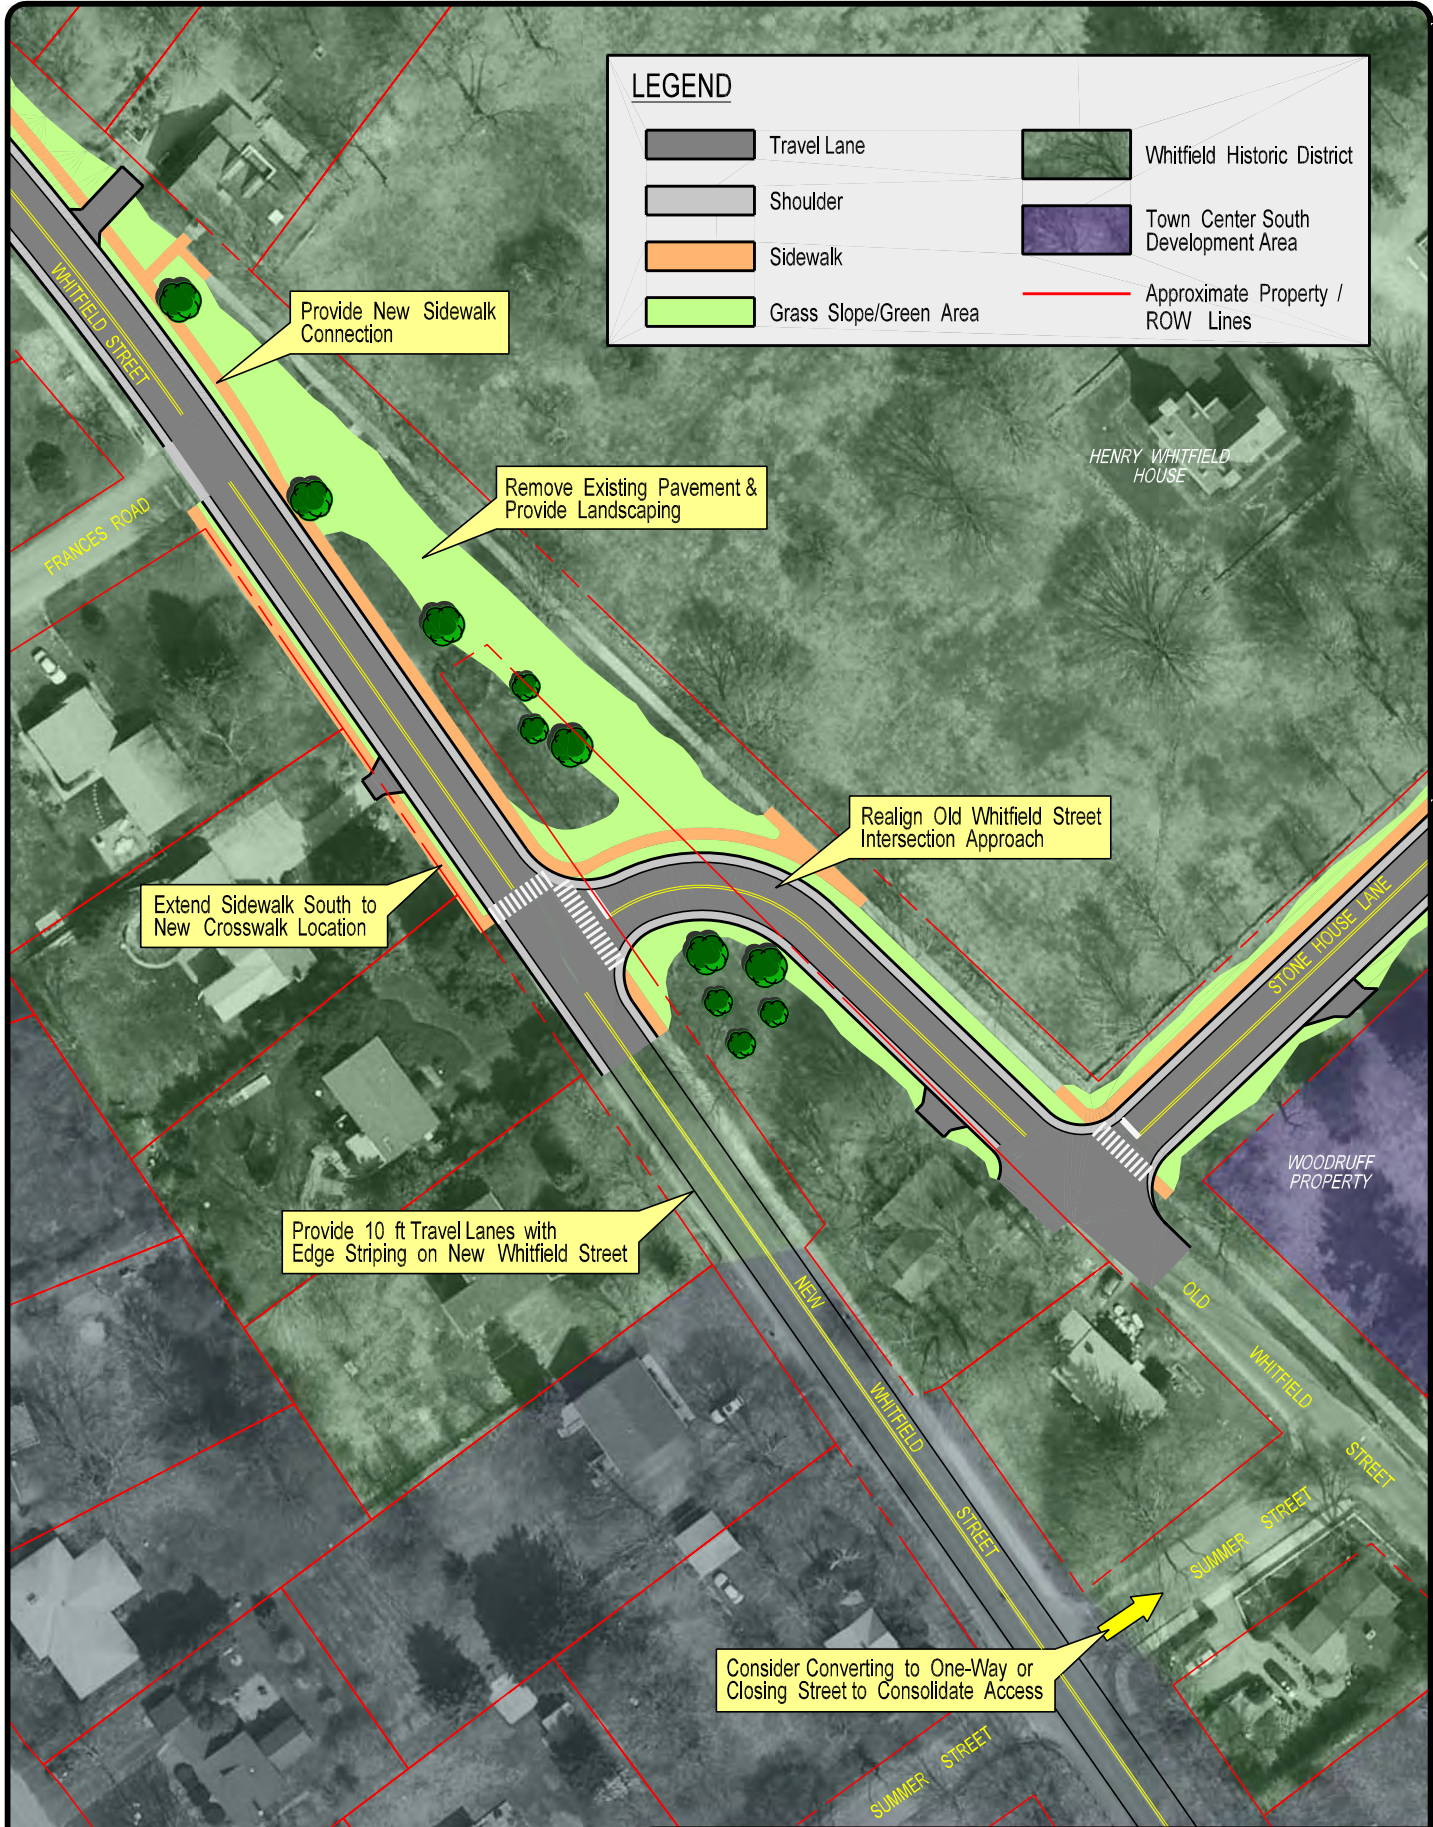 LEGEND
Travel Lane
Shoulder
Sidewalk
Grass Slope/Green Area
Whitfield Historic District
Town Center South
Development Area
Approximate Property /
ROW Lines
WHITFIELD STREET
Provide New Sidewalk
Connection
HENRY WHITFIELD
HOUSE
Remove Existing Pavement &
Provide Landscaping
FRANCES ROAD
Realign Old Whitfield Street
Intersection Approach
Extend Sidewalk South to
New Crosswalk Location
STONE HOUSE LANE
WOODRUFF
PROPERTY
Provide 10 ft Travel Lanes with
Edge Striping on New Whitfield Street
NEW WHITFIELD STREET
OLD WHITFIELD STREET
SUMMER STREET
Consider Converting to One-Way or
Closing Street to Consolidate Access
SUMMER STREET